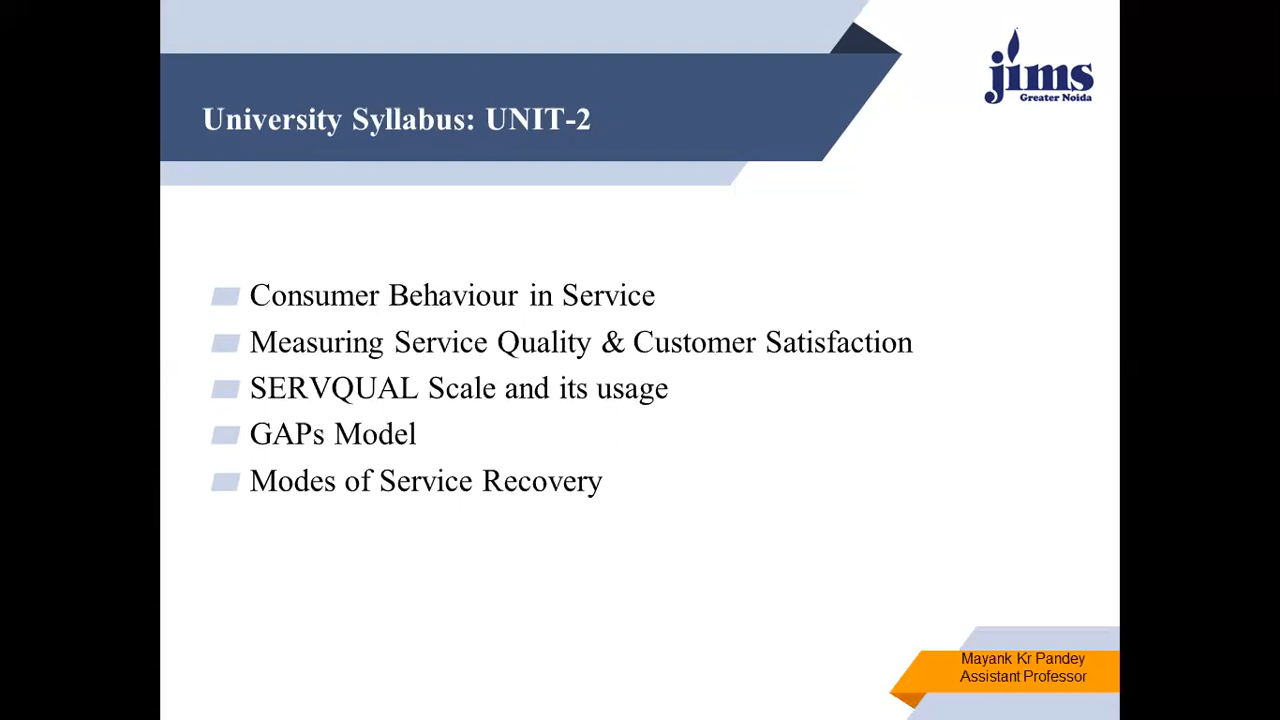 jims
Greater Noida
University Syllabus: UNIT-2
Consumer Behaviour in Service
Measuring Service Quality & Customer Satisfaction
SERVQUAL Scale and its usage
GAPs Model
Modes of Service Recovery
Mayank Kr Pandey
Assistant Professor